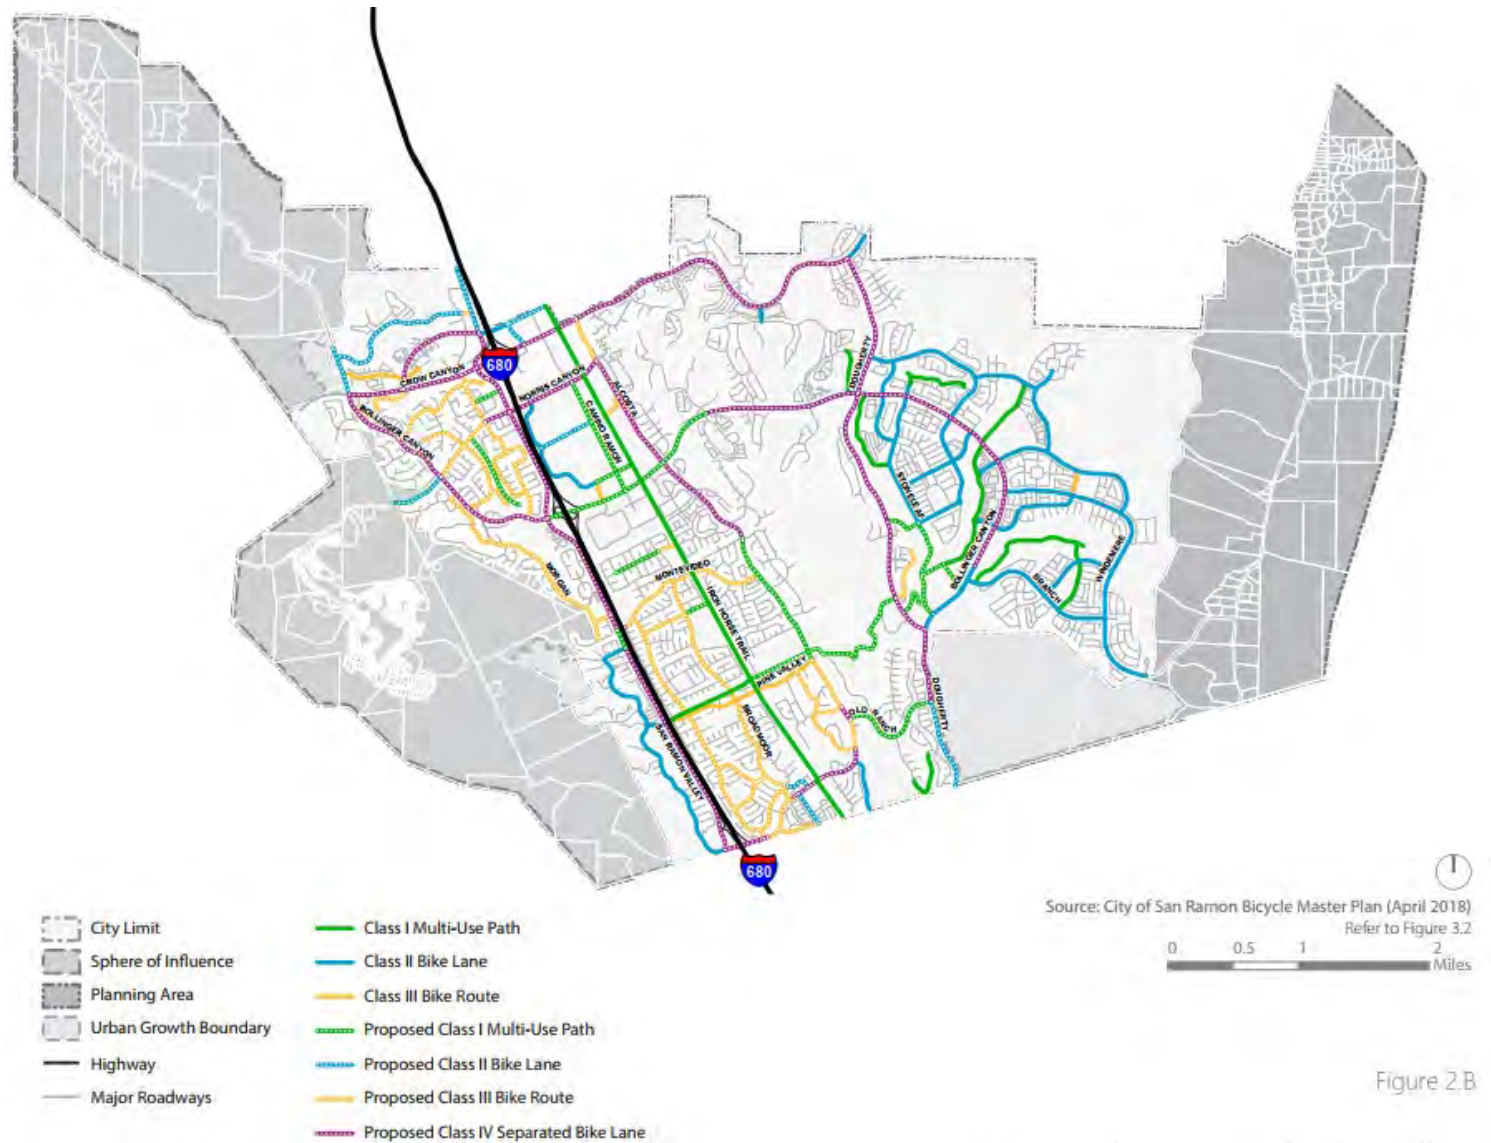 680
CROW CANYON
NORRIS CANYON
BOLLINGER CANYON
ALCOSTA
CAMINO RAMON
DOUGHERTY
STONELEAF
BOLLINGER CANYON
WINDEMERE
BRANCH
MORGAN
MONTEVIDEO
IRON HORSE TRAIL
PINE VALLEY
BROADMOOR
OLD RANCH
DOUGHERTY
SAN RAMON VALLEY
680
City Limit
Sphere of Influence
Planning Area
Urban Growth Boundary
Highway
Major Roadways
Class I Multi-Use Path
Class II Bike Lane
Class III Bike Route
Proposed Class I Multi-Use Path
Proposed Class II Bike Lane
Proposed Class III Bike Route
Proposed Class IV Separated Bike Lane
Source: City of San Ramon Bicycle Master Plan (April 2018)
Refer to Figure 3.2
0 0.5 1 2
Miles
Figure 2.B